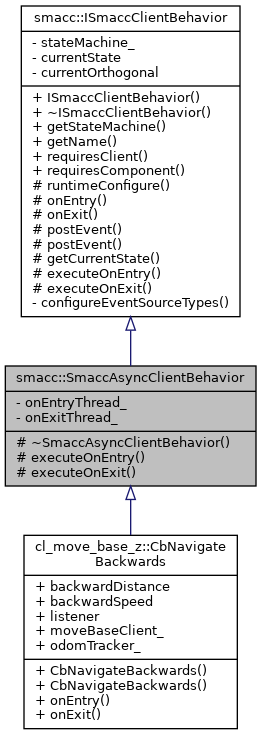 smacc::ISmaccClientBehavior
- stateMachine_
- currentState
- currentOrthogonal
+ ISmaccClientBehavior()
+ ~ISmaccClientBehavior()
+ getStateMachine()
+ getName()
+ requiresClient()
+ requiresComponent()
# runtimeConfigure()
# onEntry()
# onExit()
# postEvent()
# postEvent()
# getCurrentState()
# executeOnEntry()
# executeOnExit()
- configureEventSourceTypes()
smacc::SmaccAsyncClientBehavior
- onEntryThread_
- onExitThread_
# ~SmaccAsyncClientBehavior()
# executeOnEntry()
# executeOnExit()
cl_move_base_z::CbNavigate
Backwards
+ backwardDistance
+ backwardSpeed
+ listener
+ moveBaseClient_
+ odomTracker_
+ CbNavigateBackwards()
+ CbNavigateBackwards()
+ onEntry()
+ onExit()